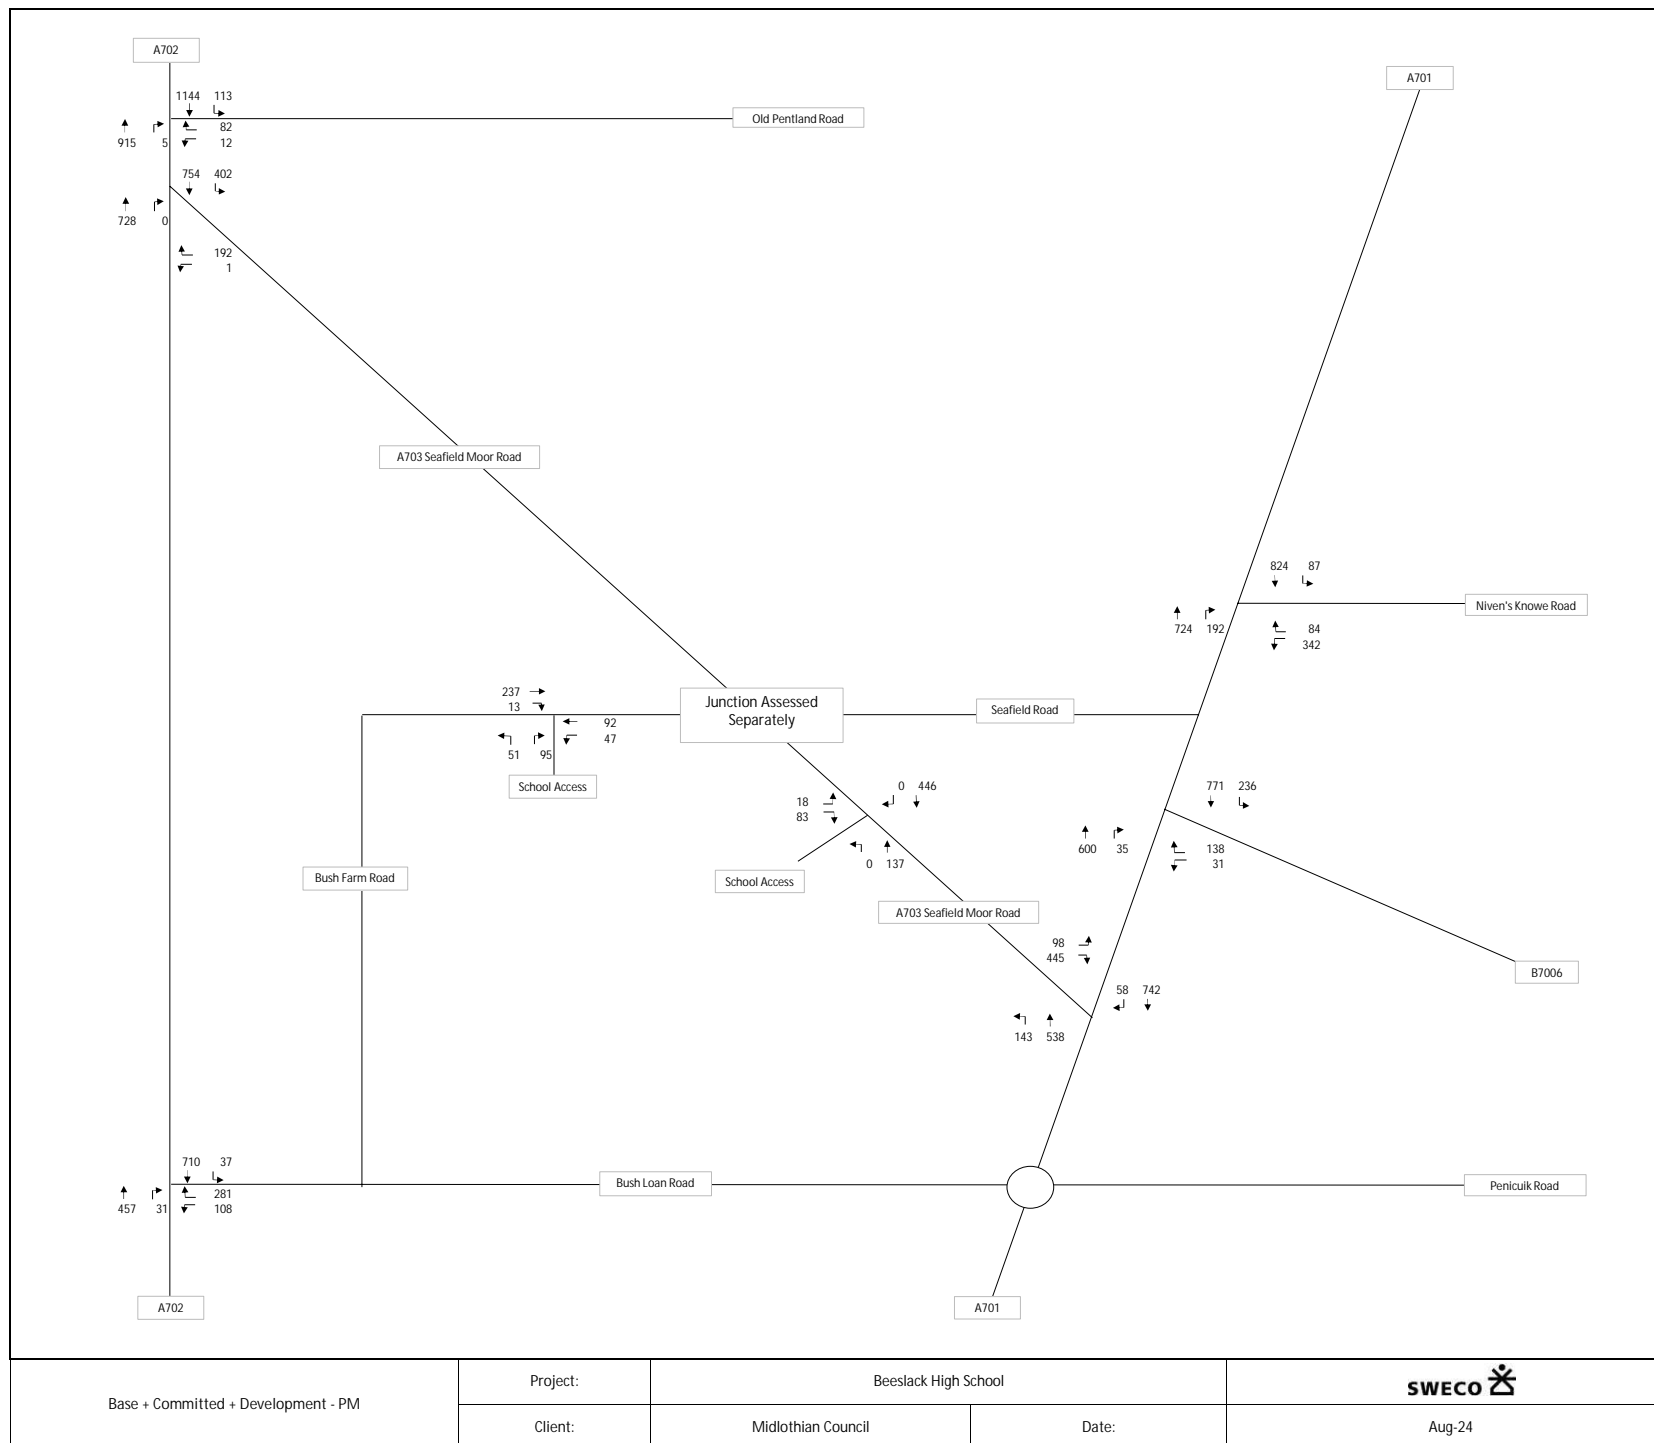 A702
A701
1144 113
Old Pentland Road
82
915 5 12
754 402
728 0
192
1
A703 Seafield Moor Road
824 87
Niven's Knowe Road
724 192 84
342
237
13
Junction Assessed
Separately
Seafield Road
92
47
51 95
School Access
18
83
0 446
771 236
600 35 138
31
0 137
Bush Farm Road
School Access
A703 Seafield Moor Road
98
445
B7006
58 742
143 538
710 37
281
457 31 108
Bush Loan Road
Penicuik Road
A702
A701
Base + Committed + Development - PM
Project:
Beeslack High School
SWECO
Client:
Midlothian Council
Date:
Aug-24